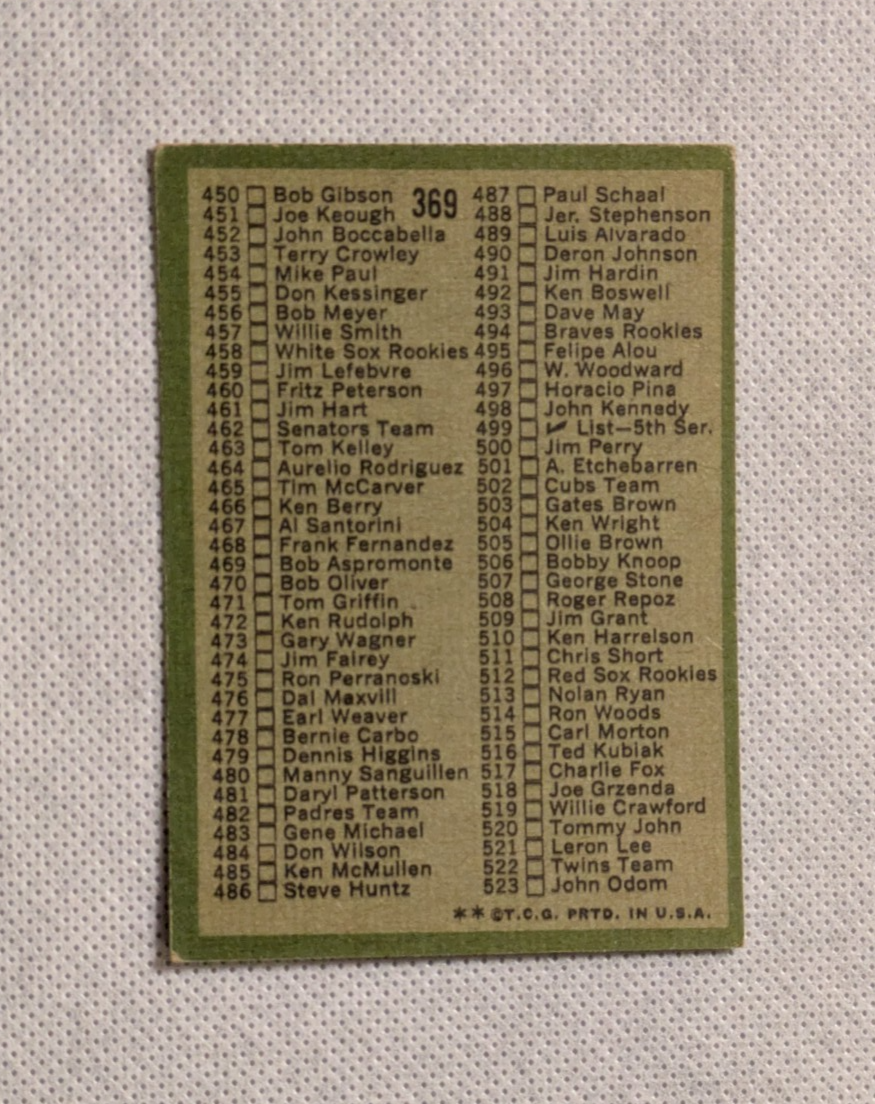 369
450 Bob Gibson
451 Joe Keough
452 John Boccabella
453 Terry Crowley
454 Mike Paul
455 Don Kessinger
456 Bob Meyer
457 Willie Smith
458 White Sox Rookies
459 Jim Lefebvre
460 Fritz Peterson
461 Jim Hart
462 Senators Team
463 Tom Kelley
464 Aurelio Rodriguez
465 Tim McCarver
466 Ken Berry
467 Al Santorini
468 Frank Fernandez
469 Bob Aspromonte
470 Bob Oliver
471 Tom Griffin
472 Ken Rudolph
473 Gary Wagner
474 Jim Fairey
475 Ron Perranoski
476 Dal Maxvill
477 Earl Weaver
478 Bernie Carbo
479 Dennis Higgins
480 Manny Sanguillen
481 Daryl Patterson
482 Padres Team
483 Gene Michael
484 Don Wilson
485 Ken McMullen
486 Steve Huntz
487 Paul Schaal
488 Jer. Stephenson
489 Luis Alvarado
490 Deron Johnson
491 Jim Hardin
492 Ken Boswell
493 Dave May
494 Braves Rookies
495 Felipe Alou
496 W. Woodward
497 Horacio Pina
498 John Kennedy
499 ✔ List—5th Ser.
500 Jim Perry
501 A. Etchebarren
502 Cubs Team
503 Gates Brown
504 Ken Wright
505 Ollie Brown
506 Bobby Knoop
507 George Stone
508 Roger Repoz
509 Jim Grant
510 Ken Harrelson
511 Chris Short
512 Red Sox Rookies
513 Nolan Ryan
514 Ron Woods
515 Carl Morton
516 Ted Kubiak
517 Charlie Fox
518 Joe Grzenda
519 Willie Crawford
520 Tommy John
521 Leron Lee
522 Twins Team
523 John Odom
** ©T.C.G. PRTD. IN U.S.A.